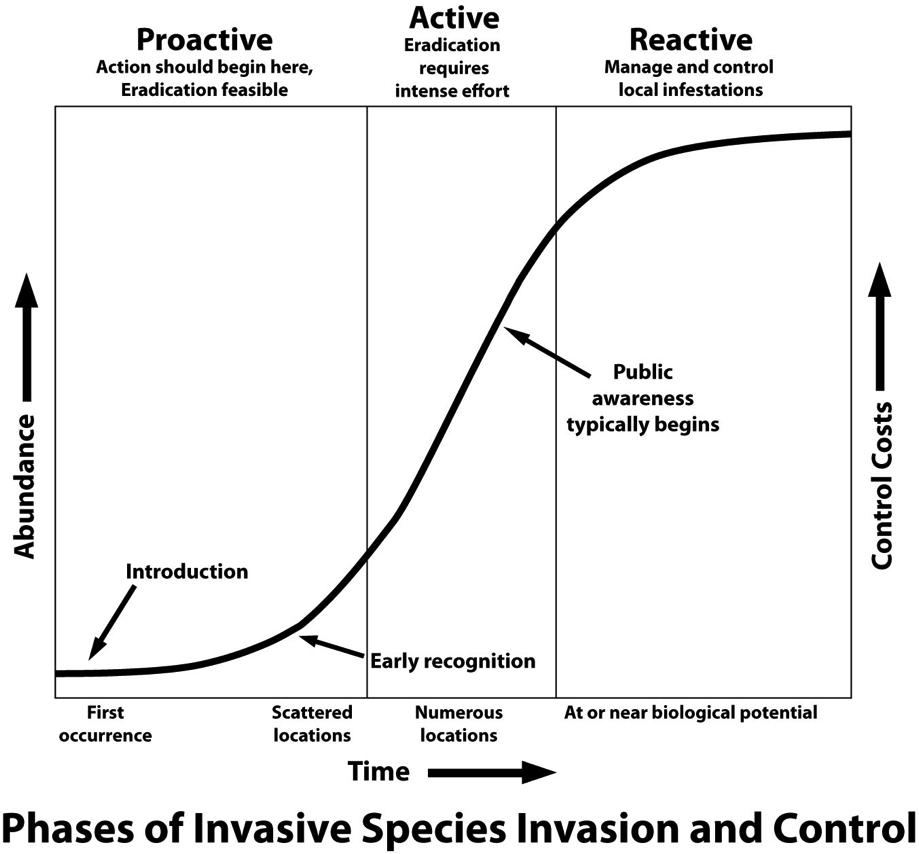 Proactive
Action should begin here,
Eradication feasible
Active
Eradication
requires
intense effort
Reactive
Manage and control
local infestations
Abundance
Control Costs
Public
awareness
typically begins
Introduction
Early recognition
First
occurrence
Scattered
locations
Numerous
locations
At or near biological potential
Time
Phases of Invasive Species Invasion and Control